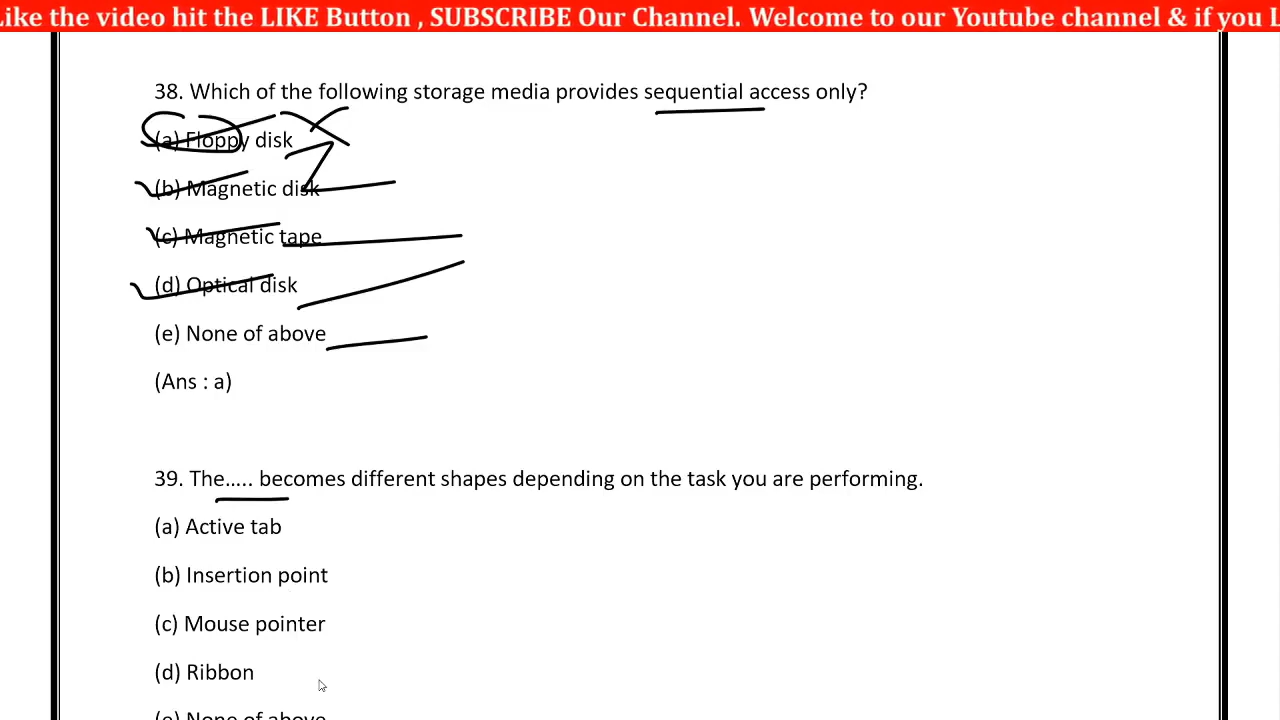 Like the video hit the LIKE Button , SUBSCRIBE Our Channel. Welcome to our Youtube channel & if you L
38. Which of the following storage media provides sequential access only?
(a) Floppy disk
(b) Magnetic disk
(c) Magnetic tape
(d) Optical disk
(e) None of above
(Ans : a)
39. The..... becomes different shapes depending on the task you are performing.
(a) Active tab
(b) Insertion point
(c) Mouse pointer
(d) Ribbon
(e) None of above